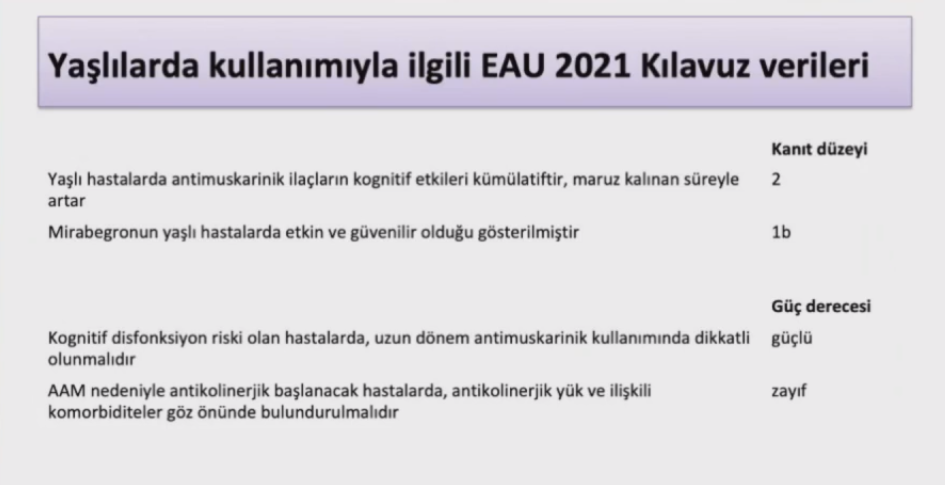 Yaşlılarda kullanımıyla ilgili EAU 2021 Kılavuz verileri
Kanıt düzeyi
Yaşlı hastalarda antimuskarinik ilaçların kognitif etkileri kümülatiftir, maruz kalınan süreyle 2
artar
Mirabegronun yaşlı hastalarda etkin ve güvenilir olduğu gösterilmiştir 1b
Güç derecesi
Kognitif disfonksiyon riski olan hastalarda, uzun dönem antimuskarinik kullanımında dikkatli güçlü
olunmalıdır
AAM nedeniyle antikolinerjik başlanacak hastalarda, antikolinerjik yük ve ilişkili zayıf
komorbiditeler göz önünde bulundurulmalıdır